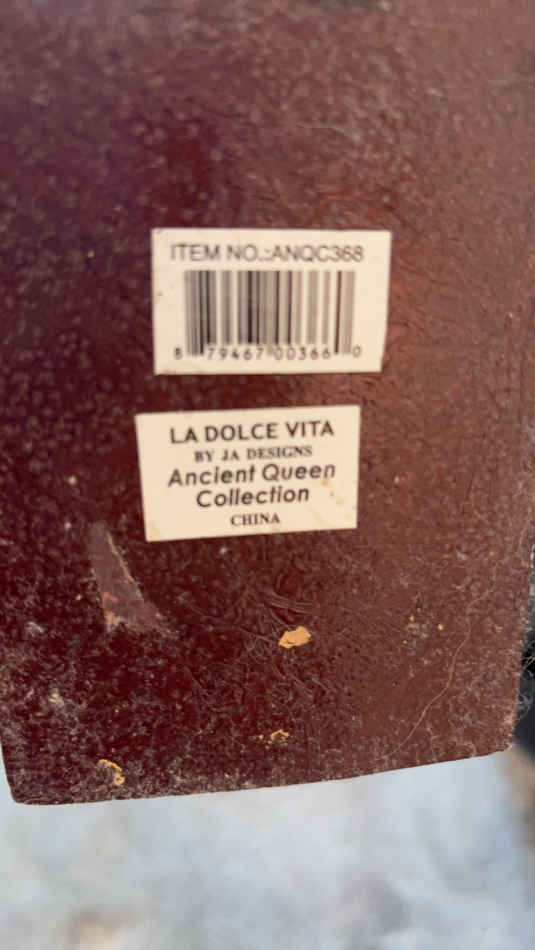 ITEM NO.:ANQC368
8 79467 00366 0
LA DOLCE VITA
BY JA DESIGNS
Ancient Queen
Collection
CHINA